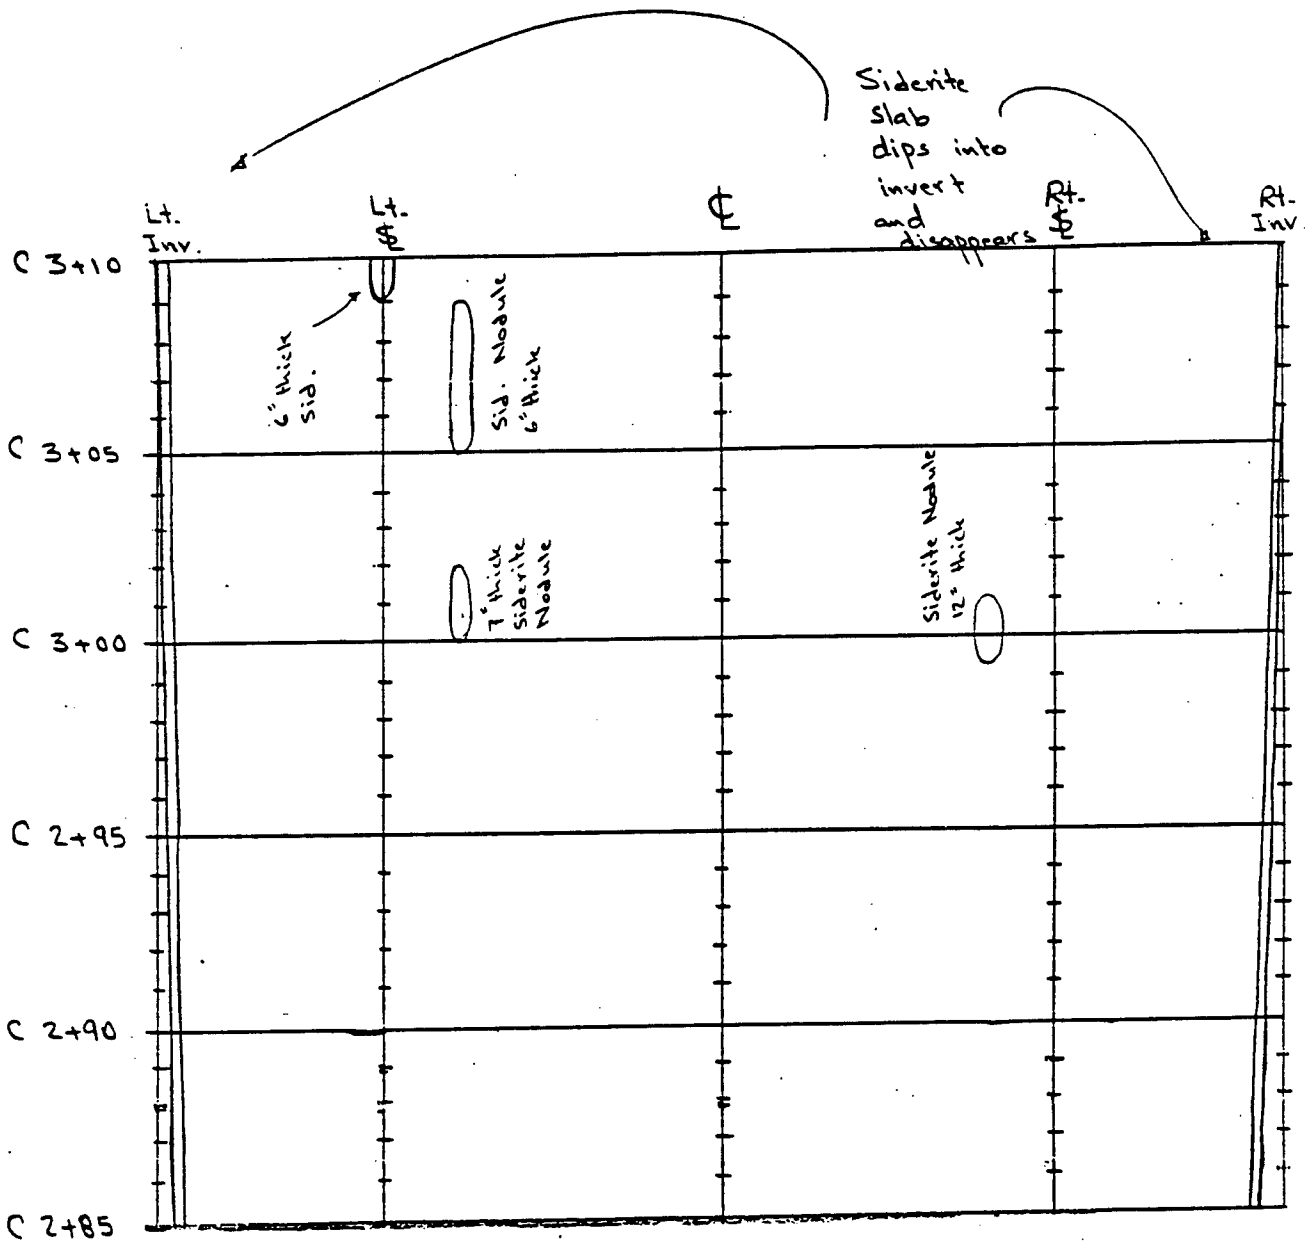 Siderite
slab
dips into
invert
and
disappears
Lt.
Inv.
Lt.
℄
Rt.
Rt.
Inv.
C 3+10
6" thick
sid.
Sid. Nodule
6" thick
C 3+05
7" thick
Siderite
Nodule
Siderite Nodule
12" thick
C 3+00
C 2+95
C 2+90
C 2+85